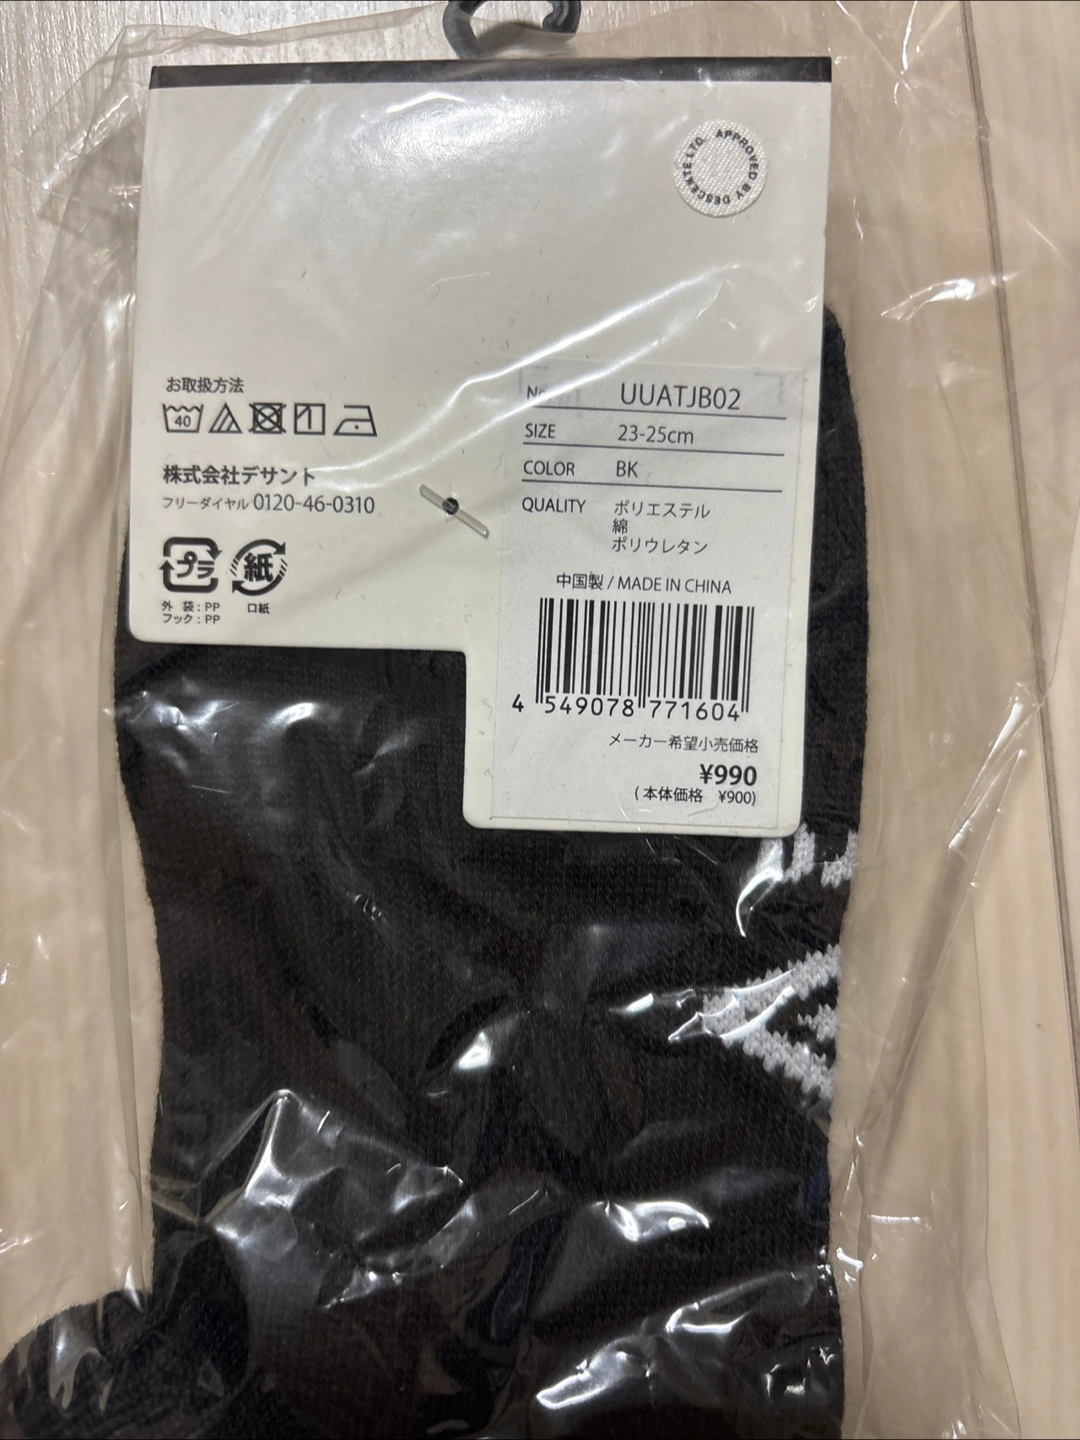 APPROVED BY DESCENTE LTD.
お取扱方法
40
株式会社デサント
フリーダイヤル 0120-46-0310
プラ
紙
外 袋 : PP
フック : PP
口紙
No. UUATJB02
SIZE 23-25cm
COLOR BK
QUALITY ポリエステル
綿
ポリウレタン
中国製 / MADE IN CHINA
4 549078 771604
メーカー希望小売価格
¥990
(本体価格 ¥900)